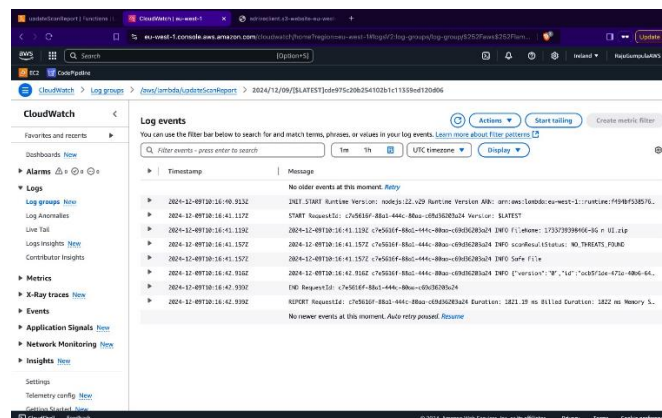 updateScanReport | Functions
CloudWatch | eu-west-1
eu-west-1.console.aws.amazon.com/cloudwatch/home?region=eu-west-1#logsV2:log-groups/log-group/$252Faws$252Flam...
Update
aws
Search
[Option+S]
Ireland
EC2
CodePipeline
CloudWatch > Log groups > /aws/lambda/updateScanReport > 2024/12/09/[$LATEST]cde975c20b254102b1c11359ed120d06
CloudWatch
Favorites and recents
Dashboards New
Alarms 0 0 0
Logs
Log groups New
Log Anomalies
Live Tail
Logs Insights New
Contributor Insights
Metrics
X-Ray traces New
Events
Application Signals New
Network Monitoring New
Insights New
Settings
Telemetry config New
Getting Started New
Log events
Actions
Start tailing
Create metric filter
You can use the filter bar below to search for and match terms, phrases, or values in your log events. Learn more about filter patterns
Filter events - press enter to search
1m 1h
UTC timezone
Display
Timestamp Message
No older events at this moment. Retry
2024-12-09T10:16:40.913Z INIT_START Runtime Version: nodejs:22.v29 Runtime Version ARN: arn:aws:lambda:eu-west-1::runtime:
2024-12-09T10:16:41.117Z START RequestId: c7e5616f-88a1-444c-80aa-c69d36203a24 Version: $LATEST
2024-12-09T10:16:41.119Z 2024-12-09T10:16:41.119Z c7e5616f-88a1-444c-80aa-c69d36203a24 INFO FileName: 1733739398466-8G n UI.zip
2024-12-09T10:16:41.157Z 2024-12-09T10:16:41.157Z c7e5616f-88a1-444c-80aa-c69d36203a24 INFO scanResultStatus: NO_THREATS_FOUND
2024-12-09T10:16:41.157Z 2024-12-09T10:16:41.157Z c7e5616f-88a1-444c-80aa-c69d36203a24 INFO Safe File
2024-12-09T10:16:42.916Z 2024-12-09T10:16:42.916Z c7e5616f-88a1-444c-80aa-c69d36203a24 INFO {"version":"0","id":
2024-12-09T10:16:42.939Z END RequestId: c7e5616f-88a1-444c-80aa-c69d36203a24
2024-12-09T10:16:42.939Z REPORT RequestId: c7e5616f-88a1-444c-80aa-c69d36203a24 Duration: 1821.19 ms Billed Duration: 1822 ms Memory S...
No newer events at this moment. Auto retry paused. Resume
CloudShell Feedback